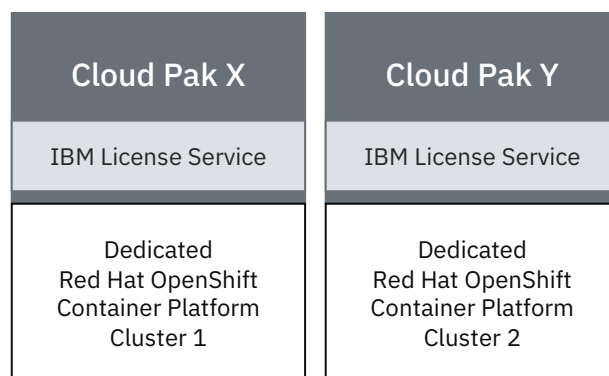 Cloud Pak X
IBM License Service
Dedicated
Red Hat OpenShift
Container Platform
Cluster 1
Cloud Pak Y
IBM License Service
Dedicated
Red Hat OpenShift
Container Platform
Cluster 2